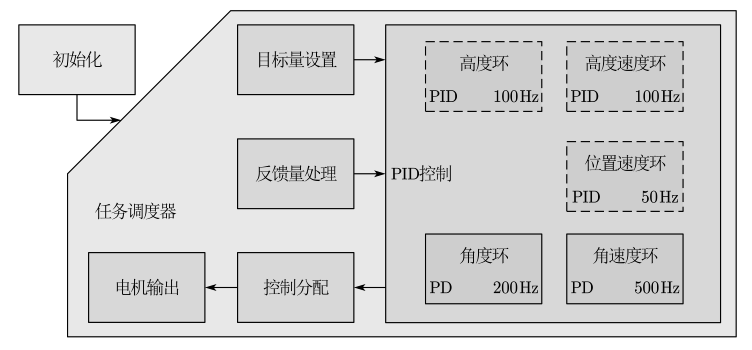 初始化
目标量设置
高度环
PID 100Hz
高度速度环
PID 100Hz
反馈量处理
PID控制
位置速度环
PID 50Hz
任务调度器
电机输出
控制分配
角度环
PD 200Hz
角速度环
PD 500Hz